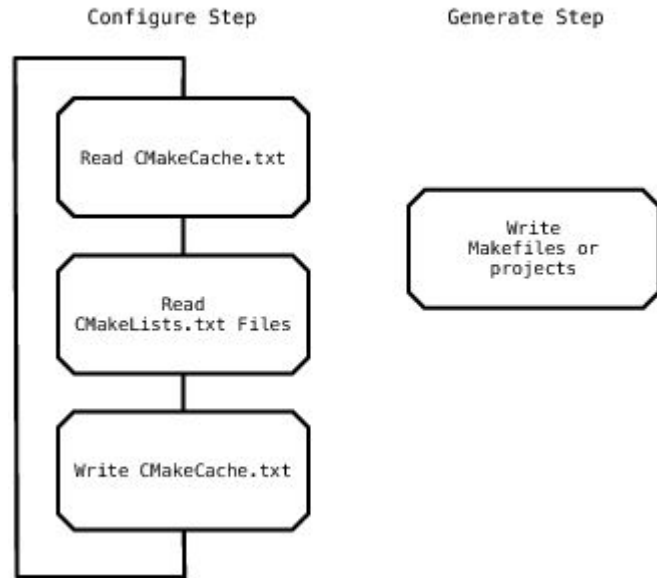 Configure Step
Generate Step
Read CMakeCache.txt
Read
CMakeLists.txt Files
Write CMakeCache.txt
Write
Makefiles or
projects